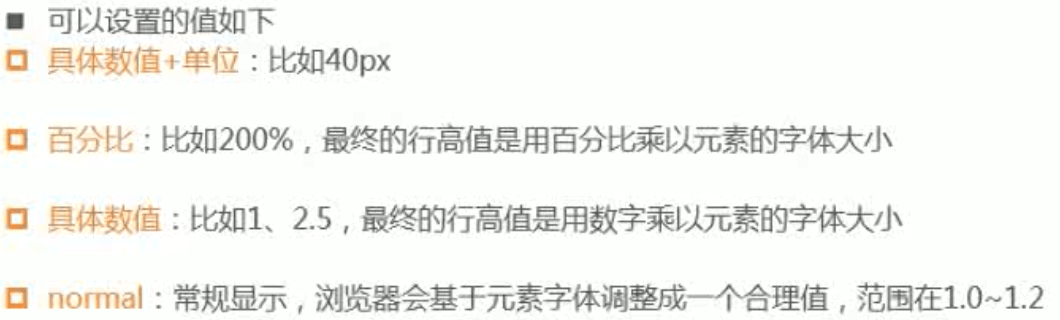 可以设置的值如下
具体数值+单位：比如40px
百分比：比如200%，最终的行高值是用百分比乘以元素的字体大小
具体数值：比如1、2.5，最终的行高值是用数字乘以元素的字体大小
normal：常规显示，浏览器会基于元素字体调整成一个合理值，范围在1.0~1.2